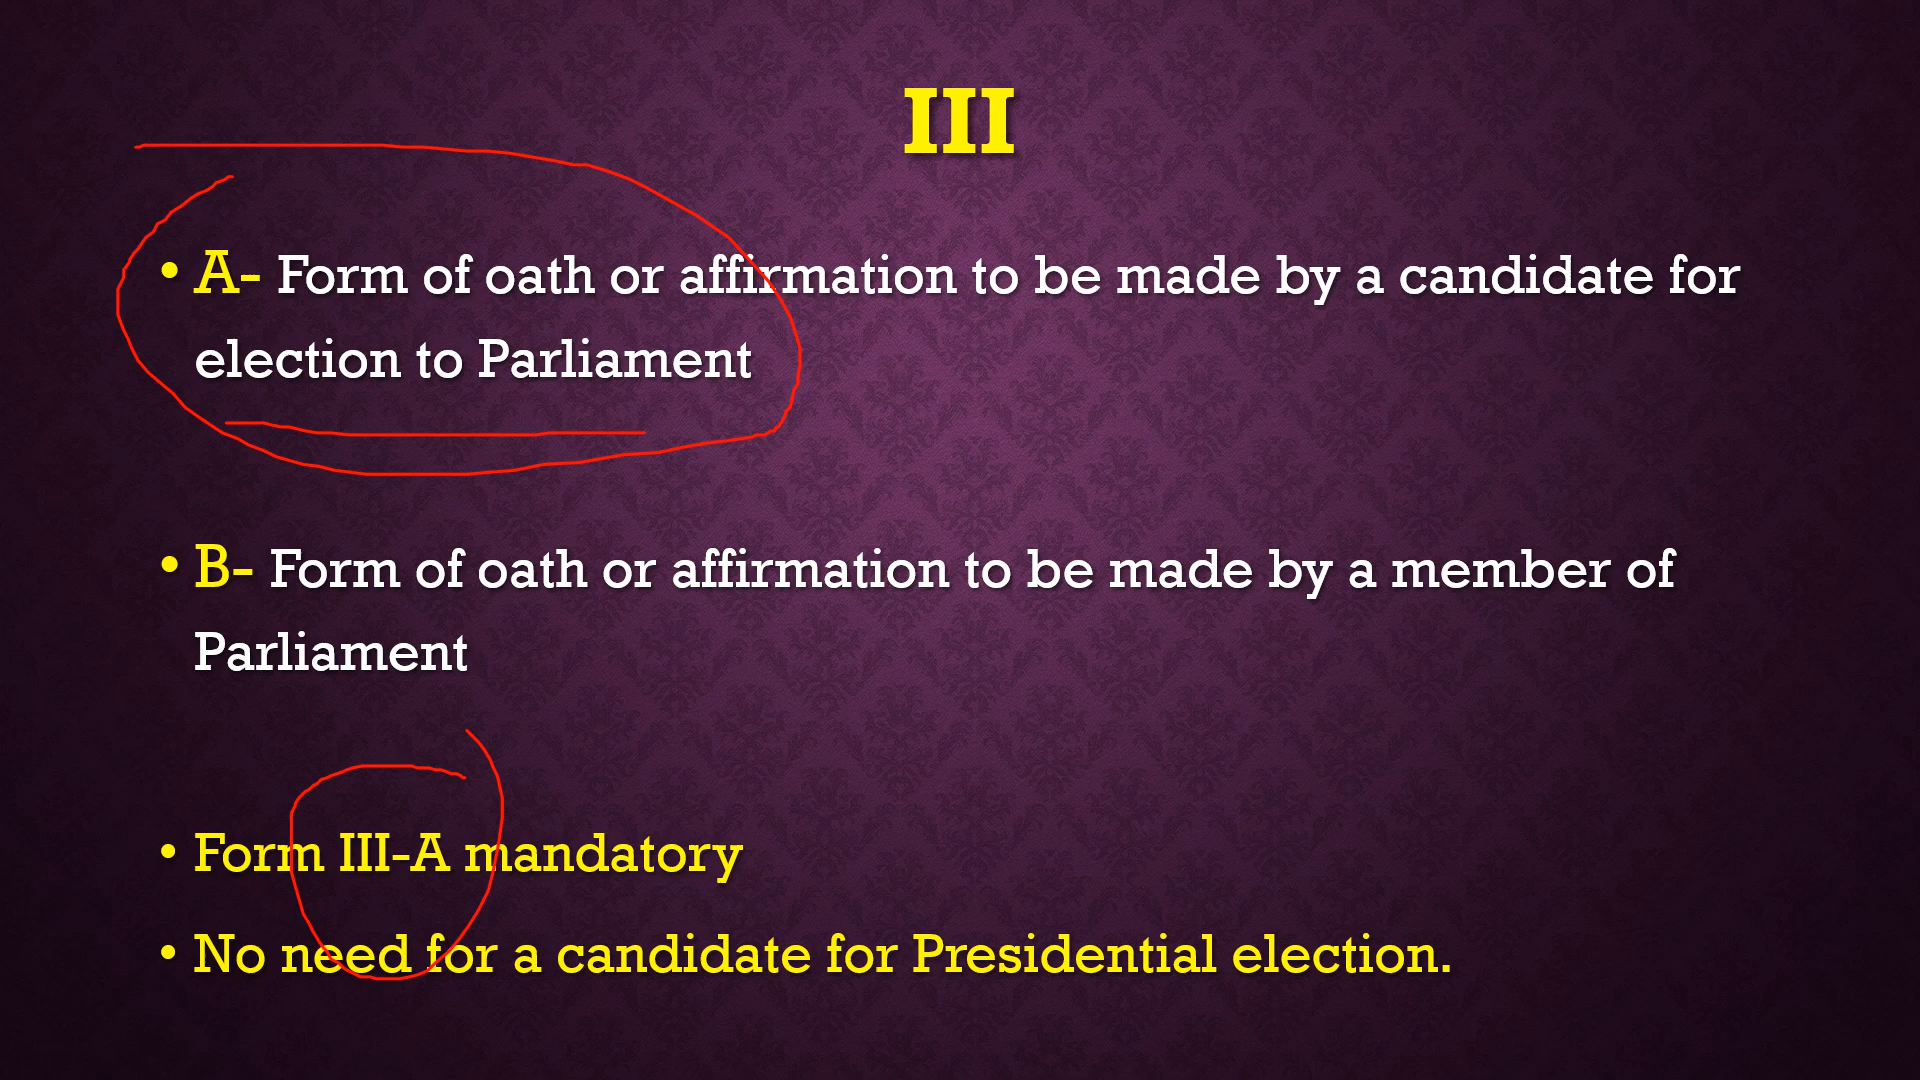 III
• A- Form of oath or affirmation to be made by a candidate for
election to Parliament
• B- Form of oath or affirmation to be made by a member of
Parliament
• Form III-A mandatory
• No need for a candidate for Presidential election.